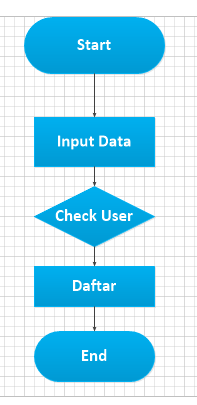 Start
Input Data
Check User
Daftar
End